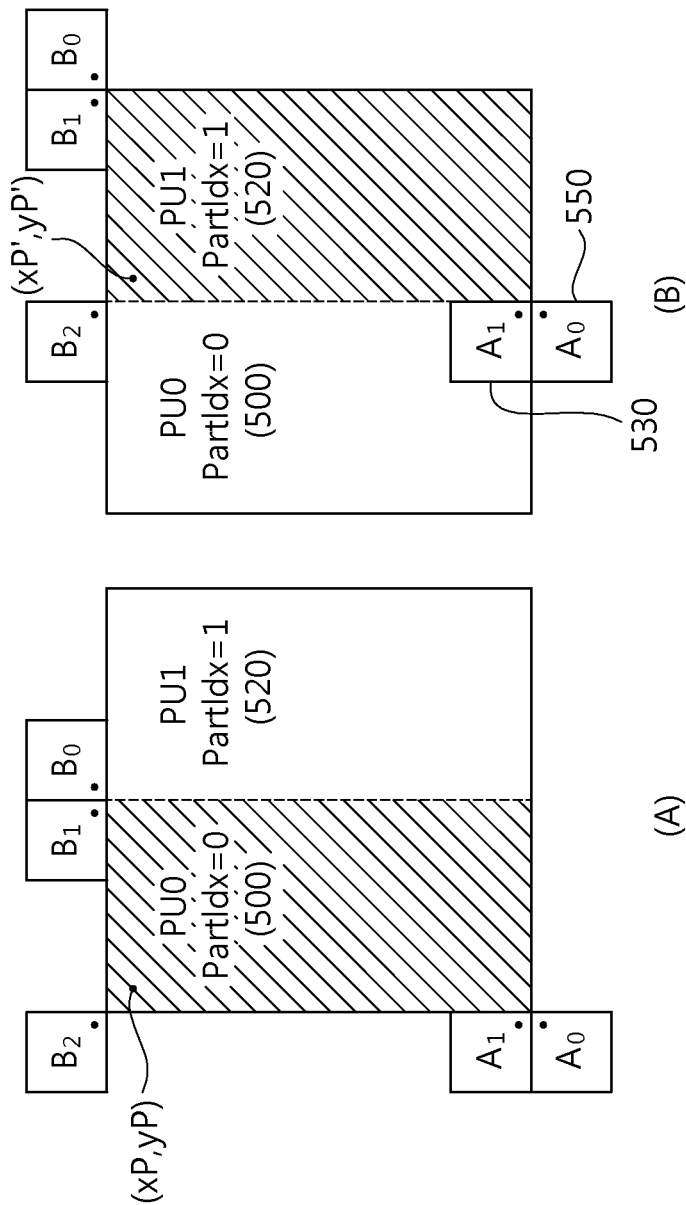 B2
B1
B0
(xP,yP)
PU0
PartIdx=0
(500)
PU1
PartIdx=1
(520)
A1
A0
(A)
(xP',yP')
B2
B1
B0
PU0
PartIdx=0
(500)
PU1
PartIdx=1
(520)
A1
A0
550
530
(B)